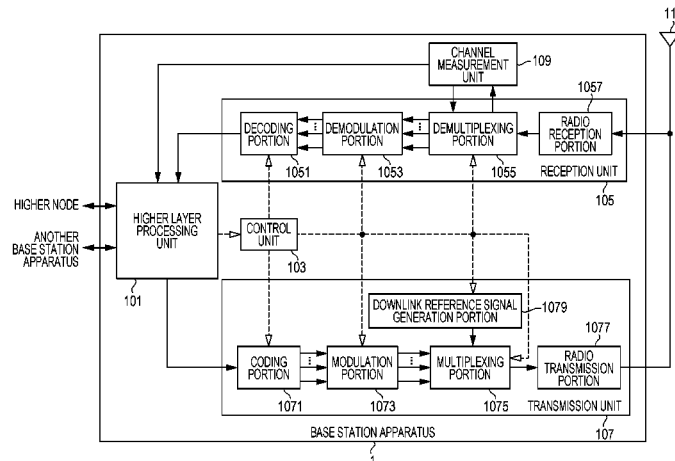 11
CHANNEL
MEASUREMENT
UNIT
109
1057
DECODING
PORTION
DEMODULATION
PORTION
DEMULTIPLEXING
PORTION
RADIO
RECEPTION
PORTION
1051
1053
1055
RECEPTION UNIT
105
HIGHER NODE
ANOTHER
BASE STATION
APPARATUS
HIGHER LAYER
PROCESSING
UNIT
101
CONTROL
UNIT
103
DOWNLINK REFERENCE SIGNAL
GENERATION PORTION
1079
1077
CODING
PORTION
MODULATION
PORTION
MULTIPLEXING
PORTION
RADIO
TRANSMISSION
PORTION
1071
1073
1075
TRANSMISSION UNIT
107
BASE STATION APPARATUS
1